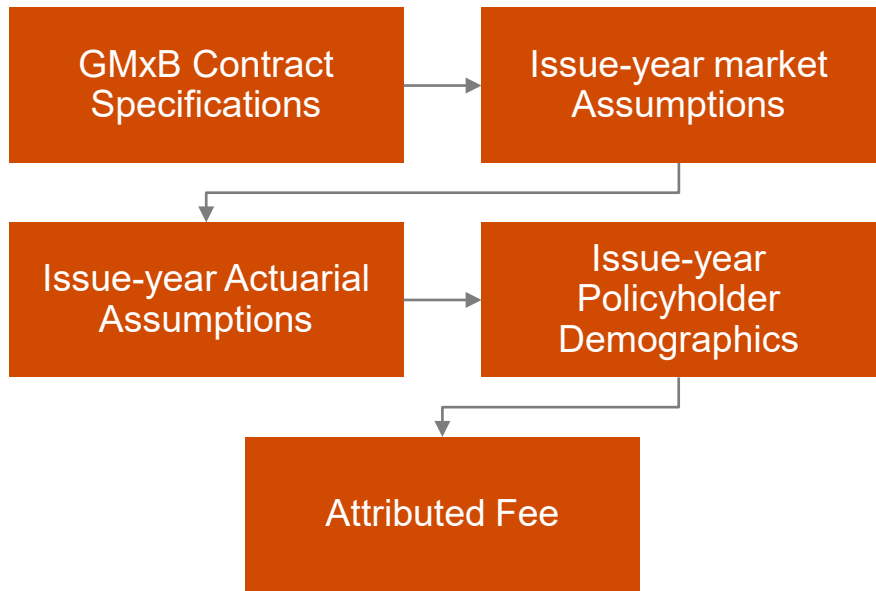 GMxB Contract
Specifications
Issue-year market
Assumptions
Issue-year Actuarial
Assumptions
Issue-year
Policyholder
Demographics
Attributed Fee